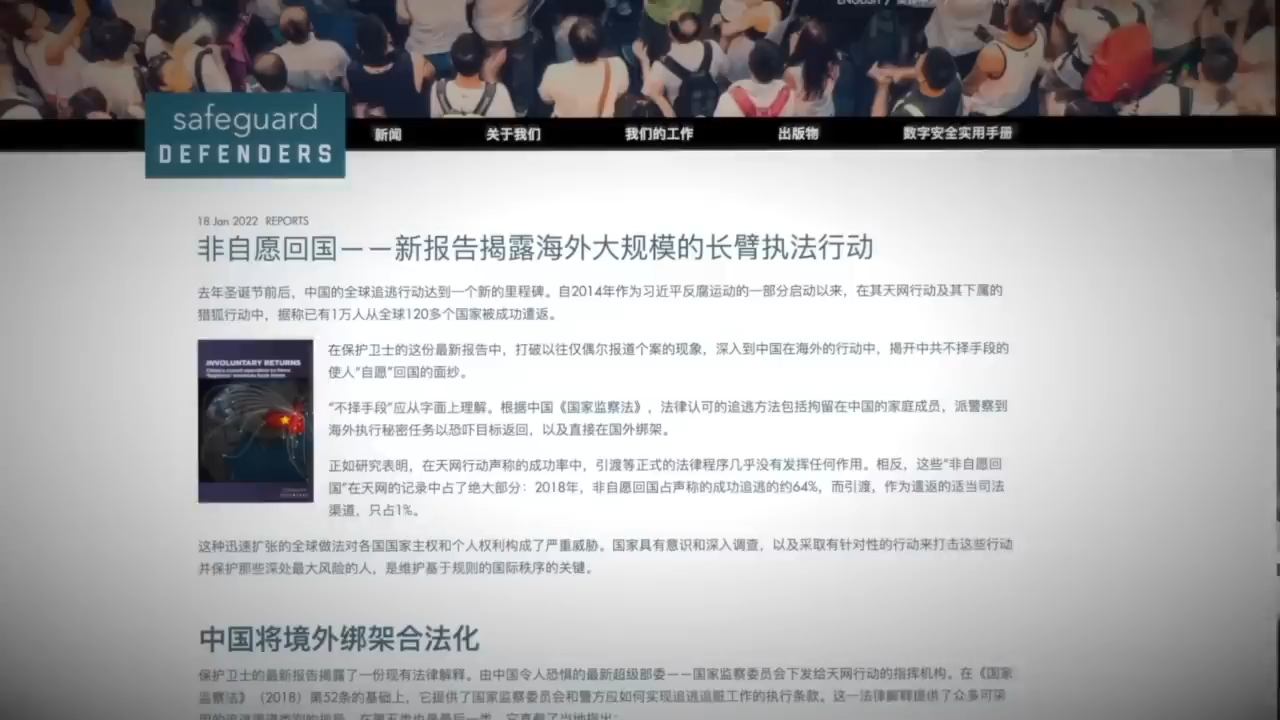 ENGLISH /
safeguard
DEFENDERS
新闻 关于我们 我们的工作 出版物 数字安全实用手册
18 Jan 2022 REPORTS
非自愿回国——新报告揭露海外大规模的长臂执法行动
去年圣诞节前后，中国的全球追逃行动达到一个新的里程碑。自2014年作为习近平反腐运动的一部分启动以来，在其天网行动及其下属的
猎狐行动中，据称已有1万人从全球120多个国家被成功遣返。
INVOLUNTARY RETURNS
在保护卫士的这份最新报告中，打破以往仅偶尔报道个案的现象，深入到中国在海外的行动中，揭开中共不择手段的
使人“自愿”回国的面纱。
“不择手段”应从字面上理解。根据中国《国家监察法》，法律认可的追逃方法包括拘留在中国的家庭成员，派警察到
海外执行秘密任务以恐吓目标返回，以及直接在国外绑架。
正如研究表明，在天网行动声称的成功率中，引渡等正式的法律程序几乎没有发挥任何作用。相反，这些“非自愿回
国”在天网的记录中占了绝大部分：2018年，非自愿回国占声称的成功追逃的约64%，而引渡，作为遣返的适当司法
渠道，只占1%。
这种迅速扩张的全球做法对各国国家主权和个人权利构成了严重威胁。国家具有意识和深入调查，以及采取有针对性的行动来打击这些行动
并保护那些深处最大风险的人，是维护基于规则的国际秩序的关键。
中国将境外绑架合法化
保护卫士的最新报告揭露了一份现有法律解释。由中国令人恐惧的最新超级部委——国家监察委员会下发给天网行动的指挥机构。在《国家
监察法》（2018）第52条的基础上，它提供了国家监察委员会和警方应如何实现追逃追赃工作的执行条款。这一法律解释提供了众多可采